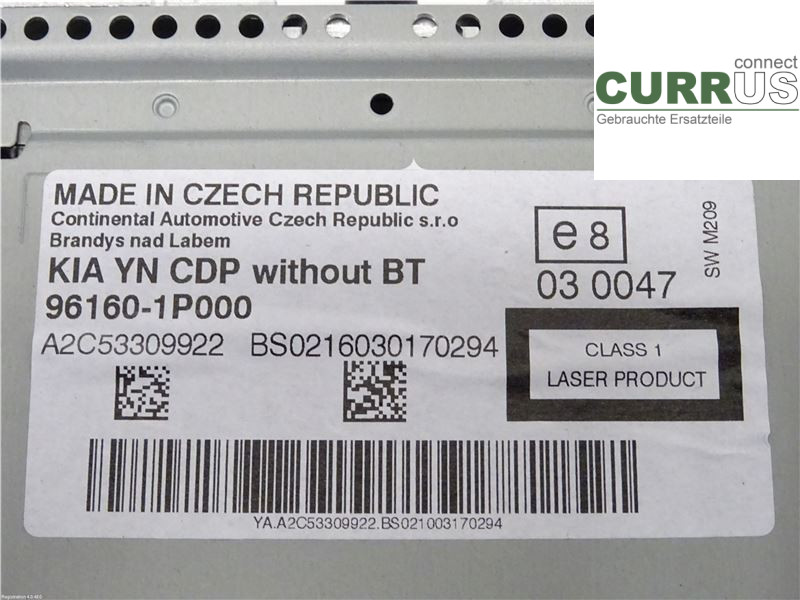 connect
CURRUS
Gebrauchte Ersatzteile
MADE IN CZECH REPUBLIC
Continental Automotive Czech Republic s.r.o
Brandys nad Labem
KIA YN CDP without BT
96160-1P000
A2C53309922 BS0216030170294
e8
03 0047
SW M209
CLASS 1
LASER PRODUCT
YA.A2C53309922.BS021003170294